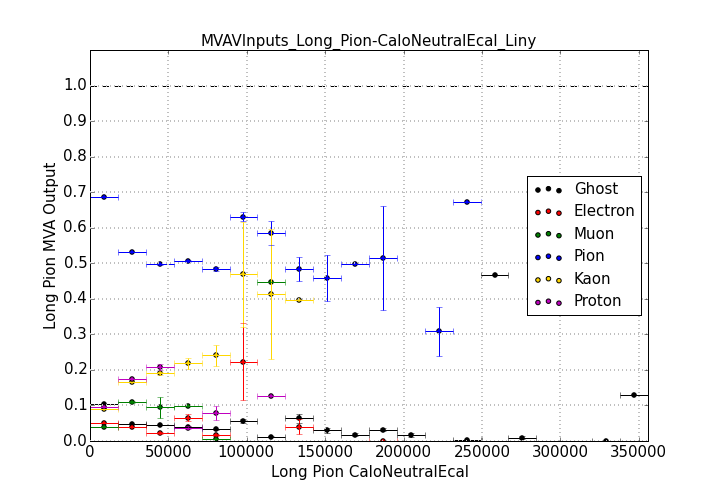 MVAVInputs_Long_Pion-CaloNeutralEcal_Liny
Long Pion MVA Output
1.0
0.9
0.8
0.7
0.6
0.5
0.4
0.3
0.2
0.1
0.0
Ghost
Electron
Muon
Pion
Kaon
Proton
0 50000 100000 150000 200000 250000 300000 350000
Long Pion CaloNeutralEcal